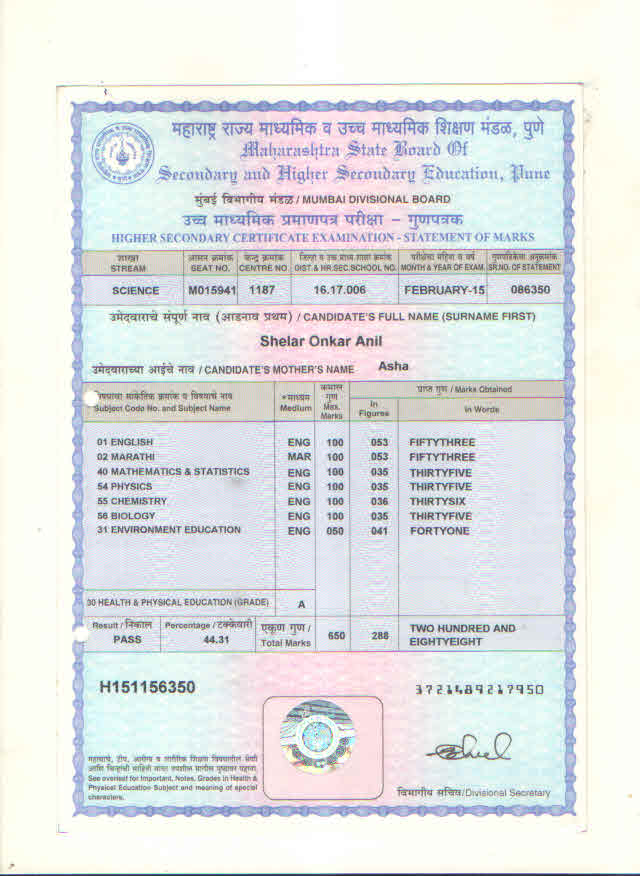 महाराष्ट्र राज्य माध्यमिक व उच्च माध्यमिक शिक्षण मंडळ, पुणे
Maharashtra State Board Of
Secondary and Higher Secondary Education, Pune
मुंबई विभागीय मंडळ / MUMBAI DIVISIONAL BOARD
उच्च माध्यमिक प्रमाणपत्र परीक्षा - गुणपत्रक
HIGHER SECONDARY CERTIFICATE EXAMINATION - STATEMENT OF MARKS
शाखा आसन क्रमांक केन्द्र क्रमांक जिल्हा व उच्च माध्य शाळा क्रमांक परीक्षेचा महिना व वर्ष गुणपत्रिकेचा अनुक्रमांक
STREAM SEAT NO. CENTRE NO. DIST. & HR.SEC.SCHOOL NO. MONTH & YEAR OF EXAM. SR.NO. OF STATEMENT
SCIENCE M015941 1187 16.17.006 FEBRUARY-15 086350
उमेदवाराचे संपूर्ण नाव (आडनाव प्रथम) / CANDIDATE'S FULL NAME (SURNAME FIRST)
Shelar Onkar Anil
उमेदवाराच्या आईचे नाव / CANDIDATE'S MOTHER'S NAME Asha
विषयाचा सांकेतिक क्रमांक व विषयाचे नाव
Subject Code No. and Subject Name
*माध्यम
Medium
कमाल
गुण
Max.
Marks
प्राप्त गुण / Marks Obtained
In
Figures
In Words
01 ENGLISH ENG 100 053 FIFTYTHREE
02 MARATHI MAR 100 053 FIFTYTHREE
40 MATHEMATICS & STATISTICS ENG 100 035 THIRTYFIVE
54 PHYSICS ENG 100 035 THIRTYFIVE
55 CHEMISTRY ENG 100 036 THIRTYSIX
56 BIOLOGY ENG 100 035 THIRTYFIVE
31 ENVIRONMENT EDUCATION ENG 050 041 FORTYONE
30 HEALTH & PHYSICAL EDUCATION (GRADE) A
Result / निकाल
PASS
Percentage / टक्केवारी
44.31
एकूण गुण /
Total Marks
650 288
TWO HUNDRED AND
EIGHTYEIGHT
H151156350
3721489217950
See overleaf for Important, Notes, Grades in Health &
Physical Education Subject and meaning of special
characters.
विभागीय सचिव/Divisional Secretary